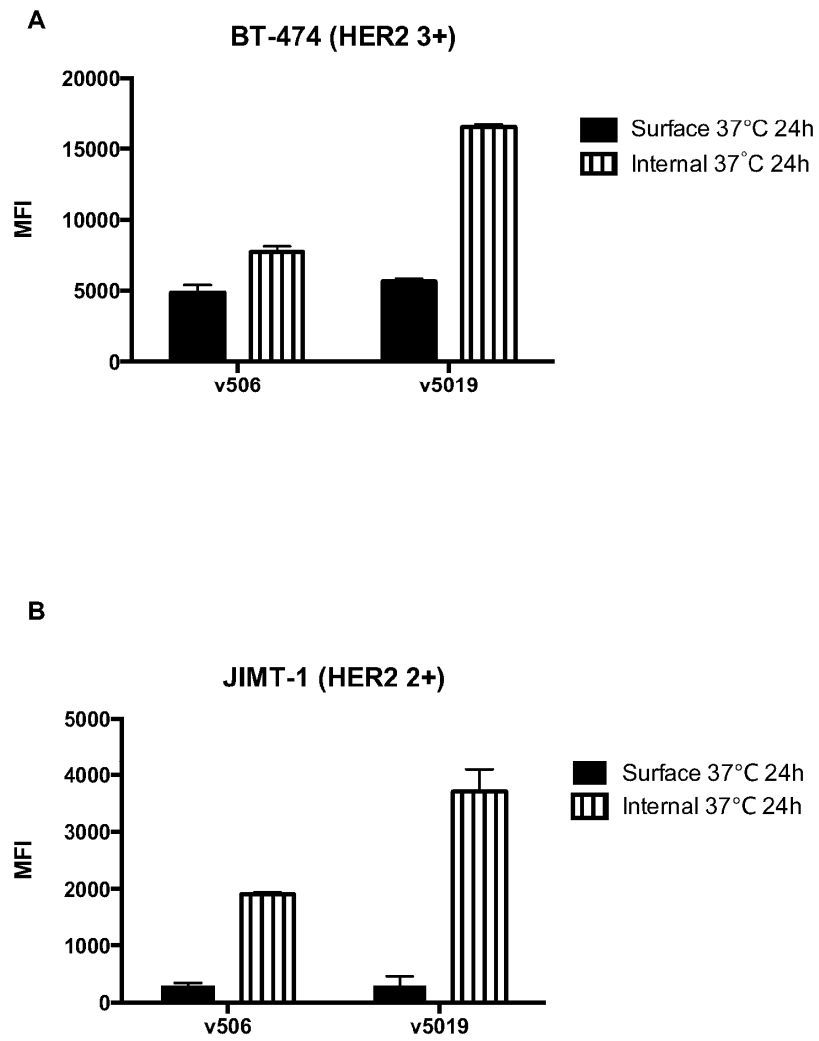 A
BT-474 (HER2 3+)
20000
15000
10000
5000
0
MFI
v506
v5019
Surface 37°C 24h
Internal 37°C 24h
B
JIMT-1 (HER2 2+)
5000
4000
3000
2000
1000
0
MFI
v506
v5019
Surface 37°C 24h
Internal 37°C 24h